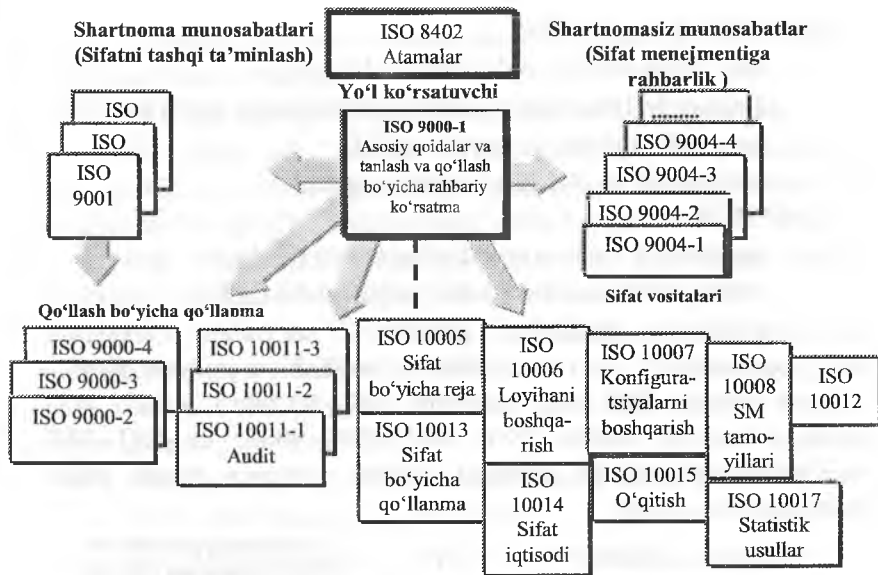 Shartnoma munosabatlari
(Sifatni tashqi ta’minlash)
ISO 8402
Atamalar
Shartnomasiz munosabatlar
(Sifat menejmentiga
rahbarlik )
Yo‘l ko‘rsatuvchi
ISO 9000-1
Asosiy qoidalar va
tanlash va qo‘llash
bo‘yicha rahbariy
ko‘rsatma
ISO
ISO
ISO
9001
.........
ISO 9004-4
ISO 9004-3
ISO 9004-2
ISO 9004-1
Sifat vositalari
Qo‘llash bo‘yicha qo‘llanma
ISO 9000-4
ISO 9000-3
ISO 9000-2
ISO 10011-3
ISO 10011-2
ISO 10011-1
Audit
ISO 10005
Sifat
bo‘yicha reja
ISO 10013
Sifat
bo‘yicha
qo‘llanma
ISO
10006
Loyihani
boshqa-
rish
ISO
10014
Sifat
iqtisodi
ISO 10007
Konfigura-
tsiyalarni
boshqarish
ISO 10015
O‘qitish
ISO
10008
SM
tamo-
yillari
ISO
10012
ISO 10017
Statistik
usullar